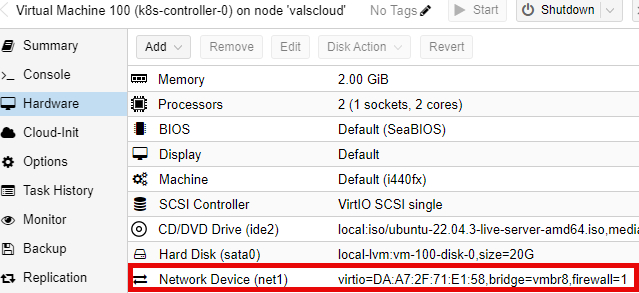 Virtual Machine 100 (k8s-controller-0) on node 'valscloud' No Tags Start Shutdown
Summary
Console
Hardware
Cloud-Init
Options
Task History
Monitor
Backup
Replication
Add Remove Edit Disk Action Revert
Memory 2.00 GiB
Processors 2 (1 sockets, 2 cores)
BIOS Default (SeaBIOS)
Display Default
Machine Default (i440fx)
SCSI Controller VirtIO SCSI single
CD/DVD Drive (ide2) local:iso/ubuntu-22.04.3-live-server-amd64.iso,media
Hard Disk (sata0) local-lvm:vm-100-disk-0,size=20G
Network Device (net1) virtio=DA:A7:2F:71:E1:58,bridge=vmbr8,firewall=1